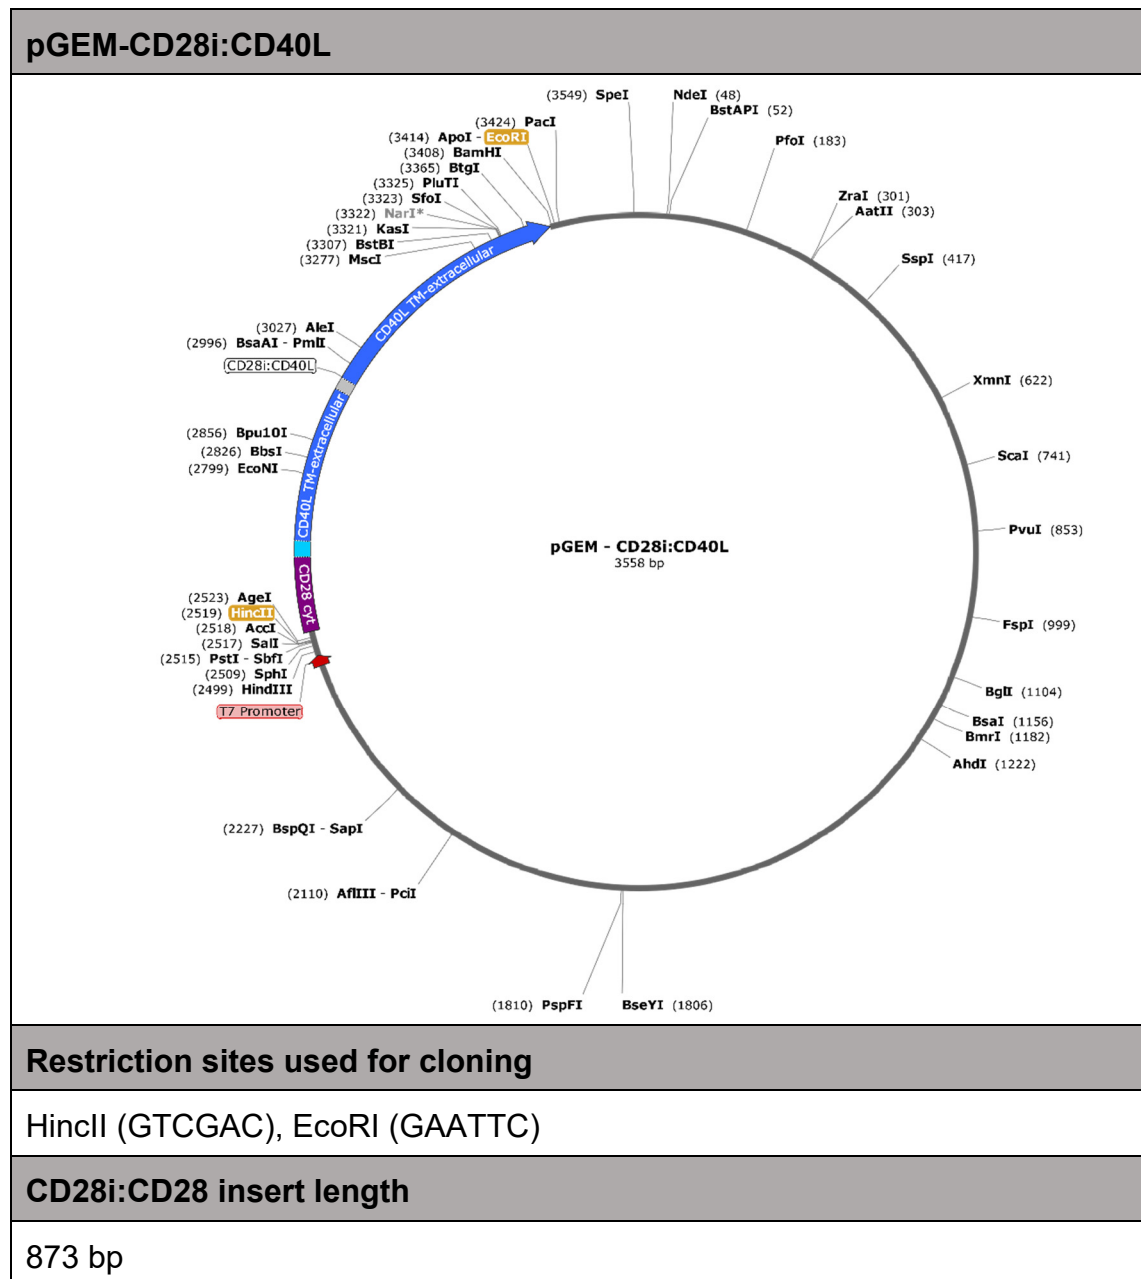 pGEM-CD28i:CD40L
(3549) SpeI
NdeI (48)
BstAPI (52)
(3424) PacI
(3414) ApoI - EcoRI
(3408) BamHI
(3365) BtgI
(3325) PluTI
(3323) SfoI
(3322) NarI*
(3321) KasI
(3307) BstBI
(3277) MscI
PfoI (183)
ZraI (301)
AatII (303)
SspI (417)
CD40L TM-extracellular
(3027) AleI
(2996) BsaAI - PmlI
CD28i:CD40L
XmnI (622)
(2856) Bpu10I
(2826) BbsI
(2799) EcoNI
CD40L TM-extracellular
ScaI (741)
PvuI (853)
pGEM - CD28i:CD40L
3558 bp
CD28 cyt
(2523) AgeI
(2519) HincII
(2518) AccI
(2517) SalI
(2515) PstI - SbfI
(2509) SphI
(2499) HindIII
T7 Promoter
FspI (999)
BglI (1104)
BsaI (1156)
BmrI (1182)
AhdI (1222)
(2227) BspQI - SapI
(2110) AflIII - PciI
(1810) PspFI
BseYI (1806)
Restriction sites used for cloning
HincII (GTCGAC), EcoRI (GAATTC)
CD28i:CD28 insert length
873 bp